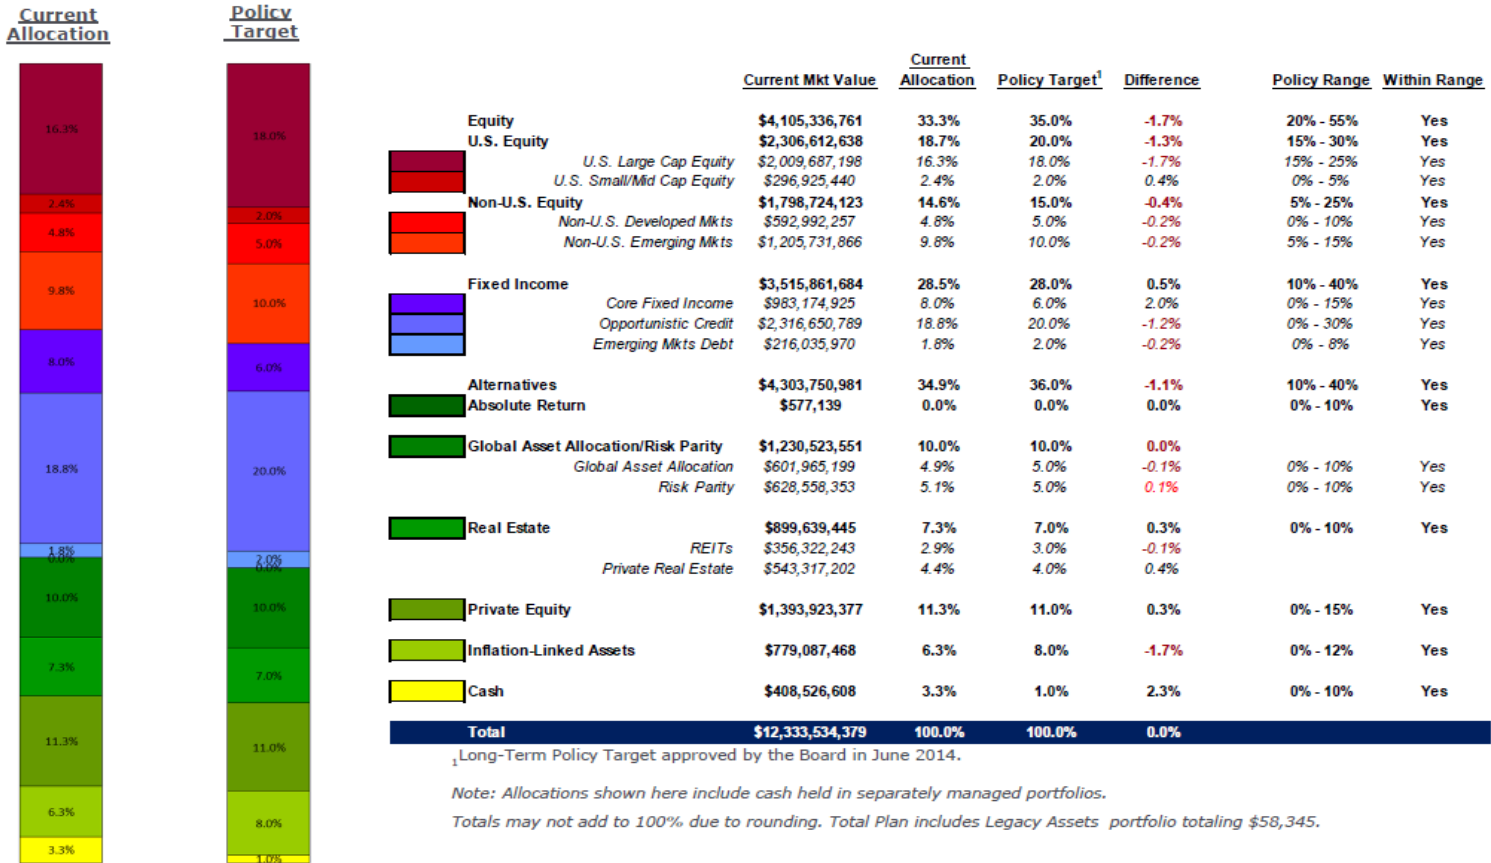 Current Allocation
Policy Target
16.3%
2.4%
4.8%
9.8%
8.0%
18.8%
1.8%
0.0%
10.0%
7.3%
11.3%
6.3%
3.3%
18.0%
2.0%
5.0%
10.0%
6.0%
20.0%
2.0%
0.0%
10.0%
7.0%
11.0%
8.0%
1.0%
Current Mkt Value Current Allocation Policy Target¹ Difference Policy Range Within Range
Equity $4,105,336,761 33.3% 35.0% -1.7% 20% - 55% Yes
U.S. Equity $2,306,612,638 18.7% 20.0% -1.3% 15% - 30% Yes
U.S. Large Cap Equity $2,009,687,198 16.3% 18.0% -1.7% 15% - 25% Yes
U.S. Small/Mid Cap Equity $296,925,440 2.4% 2.0% 0.4% 0% - 5% Yes
Non-U.S. Equity $1,798,724,123 14.6% 15.0% -0.4% 5% - 25% Yes
Non-U.S. Developed Mkts $592,992,257 4.8% 5.0% -0.2% 0% - 10% Yes
Non-U.S. Emerging Mkts $1,205,731,866 9.8% 10.0% -0.2% 5% - 15% Yes
Fixed Income $3,515,861,684 28.5% 28.0% 0.5% 10% - 40% Yes
Core Fixed Income $983,174,925 8.0% 6.0% 2.0% 0% - 15% Yes
Opportunistic Credit $2,316,650,789 18.8% 20.0% -1.2% 0% - 30% Yes
Emerging Mkts Debt $216,035,970 1.8% 2.0% -0.2% 0% - 8% Yes
Alternatives $4,303,750,981 34.9% 36.0% -1.1% 10% - 40% Yes
Absolute Return $577,139 0.0% 0.0% 0.0% 0% - 10% Yes
Global Asset Allocation/Risk Parity $1,230,523,551 10.0% 10.0% 0.0%
Global Asset Allocation $601,965,199 4.9% 5.0% -0.1% 0% - 10% Yes
Risk Parity $628,558,353 5.1% 5.0% 0.1% 0% - 10% Yes
Real Estate $899,639,445 7.3% 7.0% 0.3% 0% - 10% Yes
REITs $356,322,243 2.9% 3.0% -0.1%
Private Real Estate $543,317,202 4.4% 4.0% 0.4%
Private Equity $1,393,923,377 11.3% 11.0% 0.3% 0% - 15% Yes
Inflation-Linked Assets $779,087,468 6.3% 8.0% -1.7% 0% - 12% Yes
Cash $408,526,608 3.3% 1.0% 2.3% 0% - 10% Yes
Total $12,333,534,379 100.0% 100.0% 0.0%
₁Long-Term Policy Target approved by the Board in June 2014.
Note: Allocations shown here include cash held in separately managed portfolios.
Totals may not add to 100% due to rounding. Total Plan includes Legacy Assets portfolio totaling $58,345.